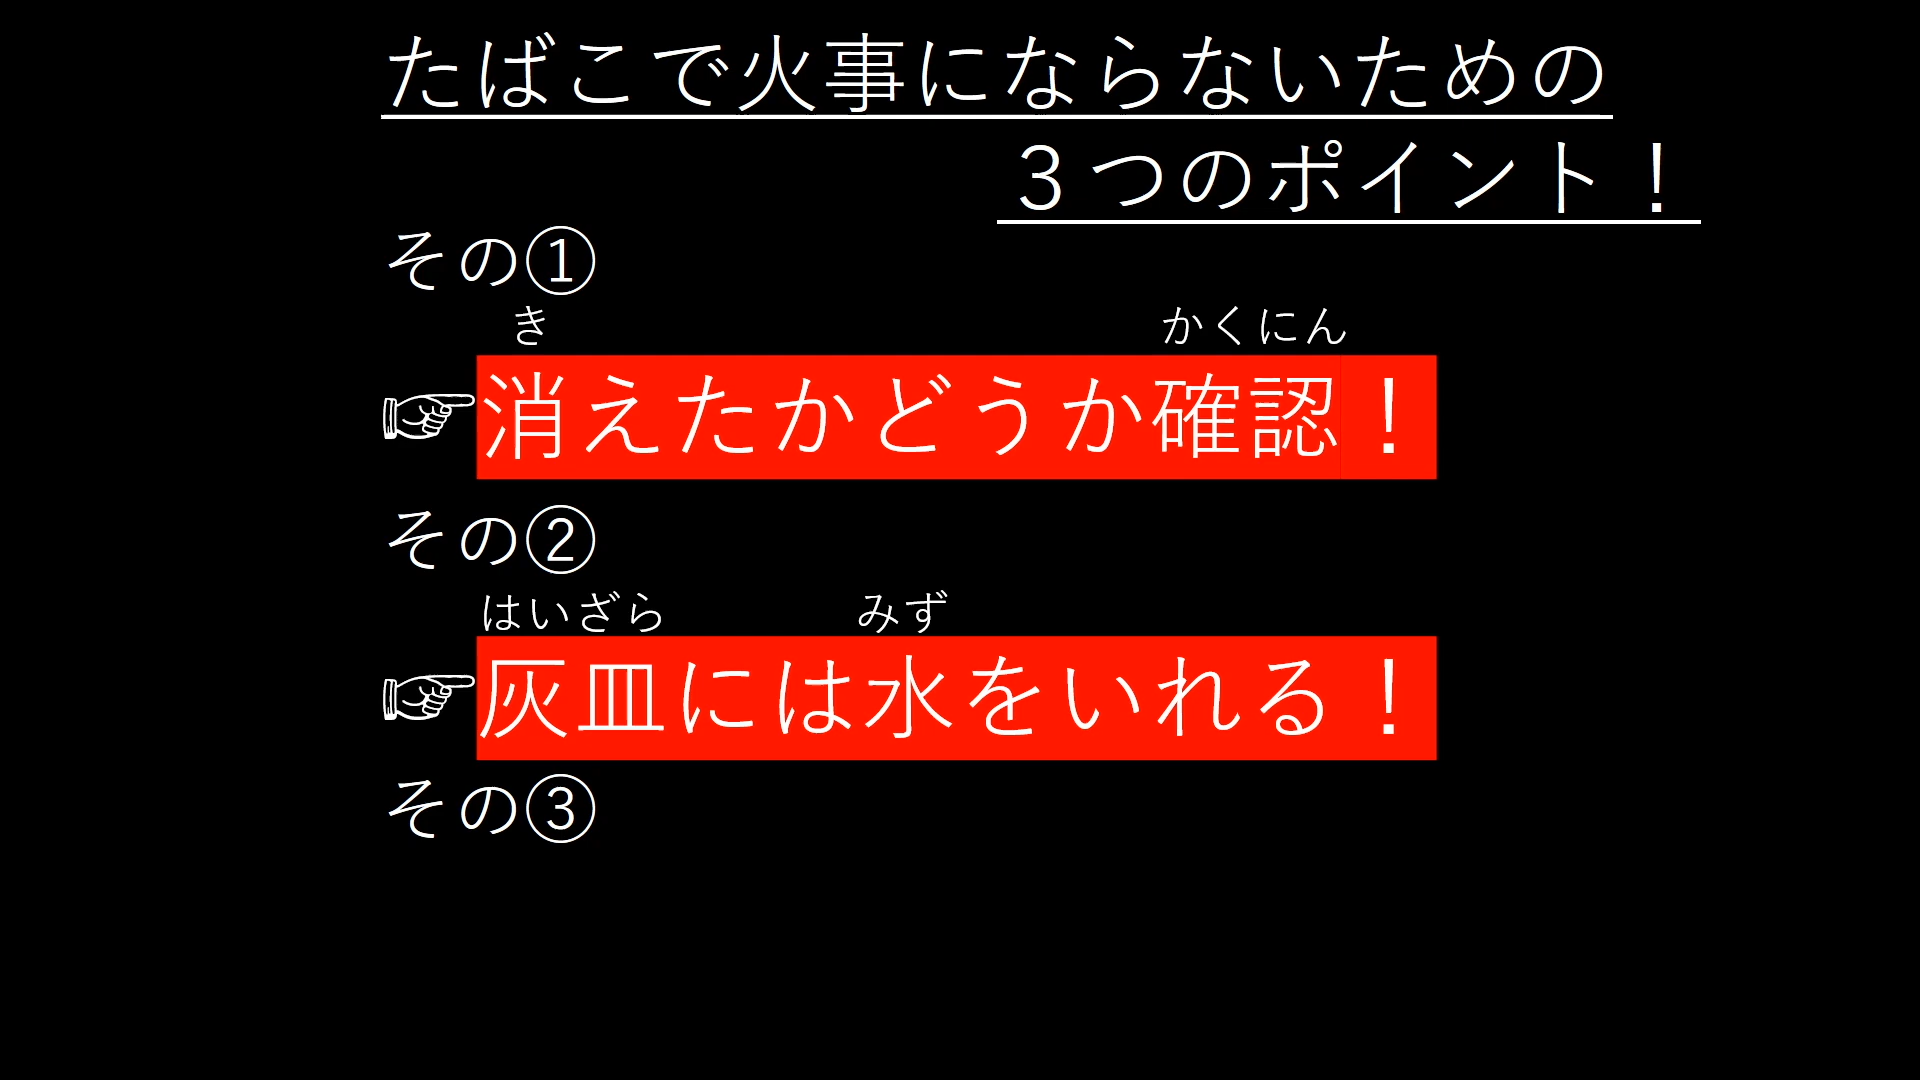 たばこで火事にならないための
３つのポイント！
その①
き かくにん
☞消えたかどうか確認！
その②
はいざら みず
☞灰皿には水をいれる！
その③